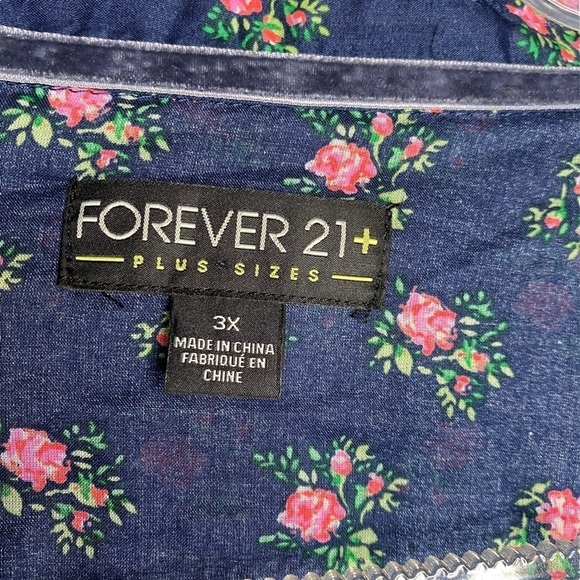 FOREVER 21+
PLUS SIZES
3X
MADE IN CHINA
FABRIQUÉ EN
CHINE